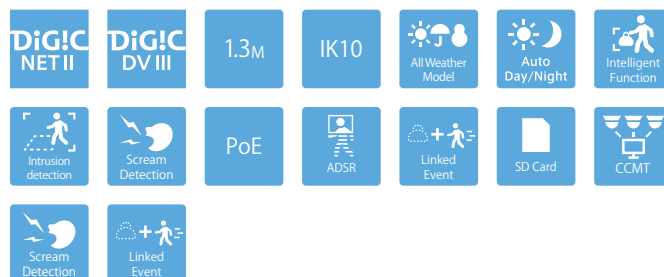 DiG!C
NET II
DiG!C
DV III
1.3M
IK10
All Weather
Model
Auto
Day/Night
Intelligent
Function
Intrusion
detection
Scream
Detection
PoE
ADSR
Linked
Event
SD Card
CCMT
Scream
Detection
Linked
Event